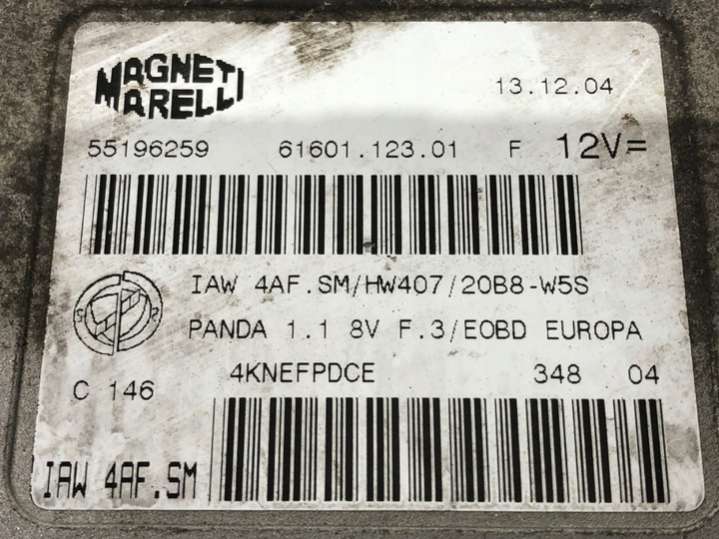 MAGNETI MARELLI
13.12.04
55196259 61601.123.01 F 12V=
IAW 4AF.SM/HW407/20B8-W5S
PANDA 1.1 8V F.3/EOBD EUROPA
C 146 4KNEFPDCE 348 04
IAW 4AF.SM